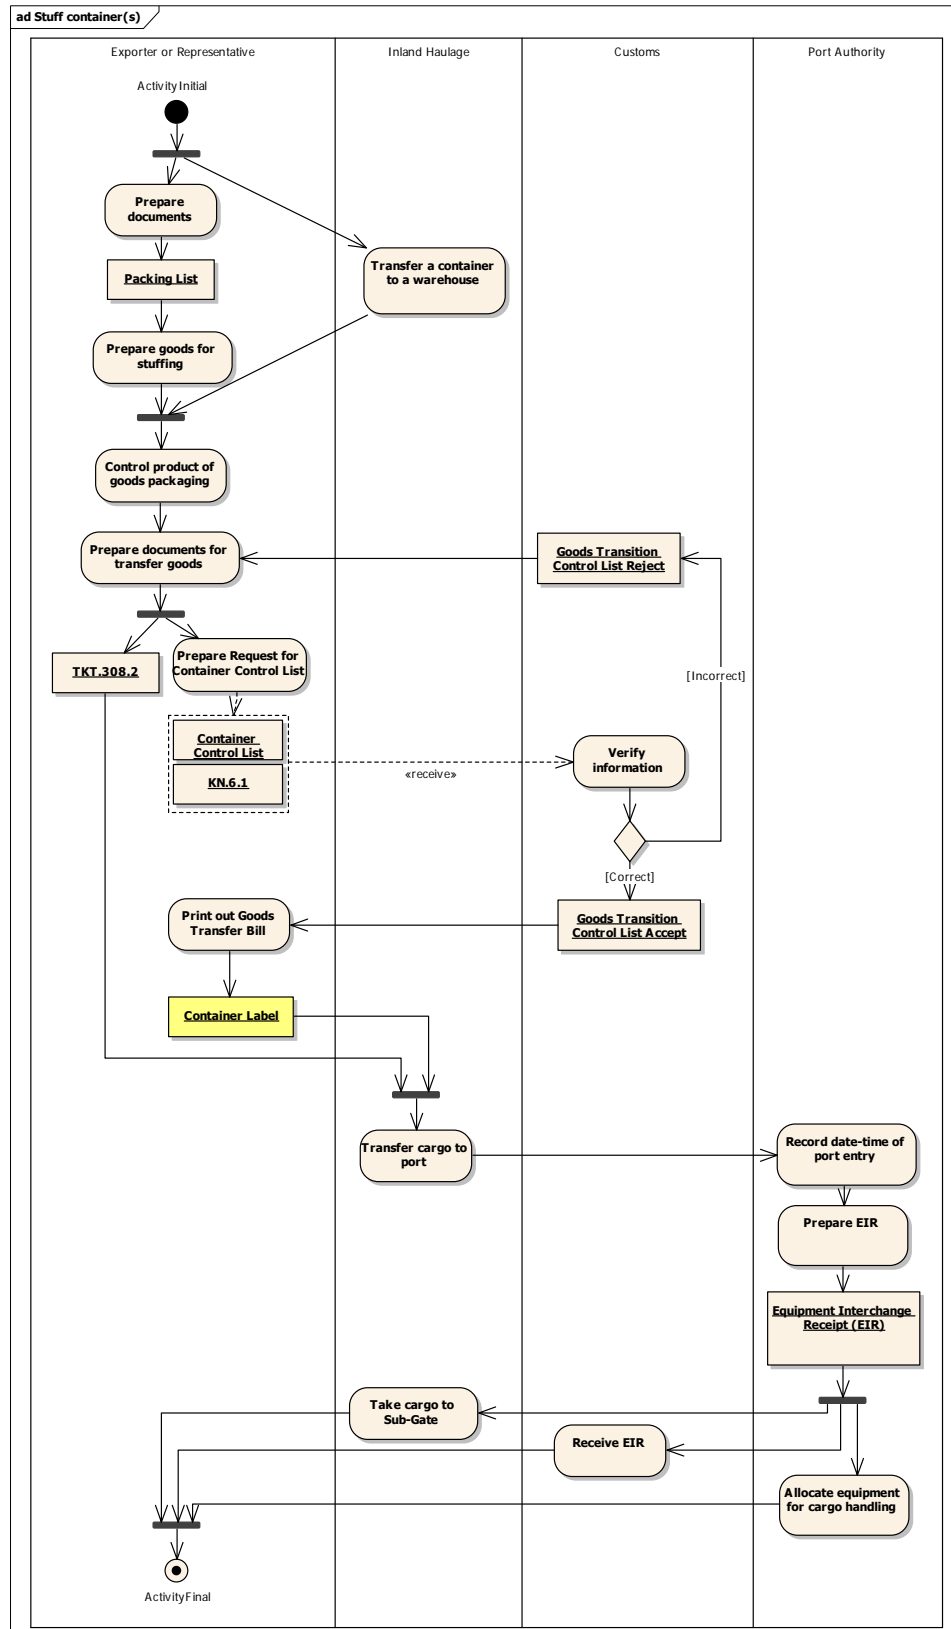 ad Stuff container(s)
Exporter or Representative
Inland Haulage
Customs
Port Authority
ActivityInitial
Prepare
documents
Transfer a container
to a warehouse
Packing List
Prepare goods for
stuffing
Control product of
goods packaging
Prepare documents for
transfer goods
Goods Transition
Control List Reject
TKT.308.2
Prepare Request for
Container Control List
[Incorrect]
Container
Control List
KN.6.1
«receive»
Verify
information
[Correct]
Print out Goods
Transfer Bill
Goods Transition
Control List Accept
Container Label
Transfer cargo to
port
Record date-time of
port entry
Prepare EIR
Equipment Interchange
Receipt (EIR)
Take cargo to
Sub-Gate
Receive EIR
Allocate equipment
for cargo handling
ActivityFinal